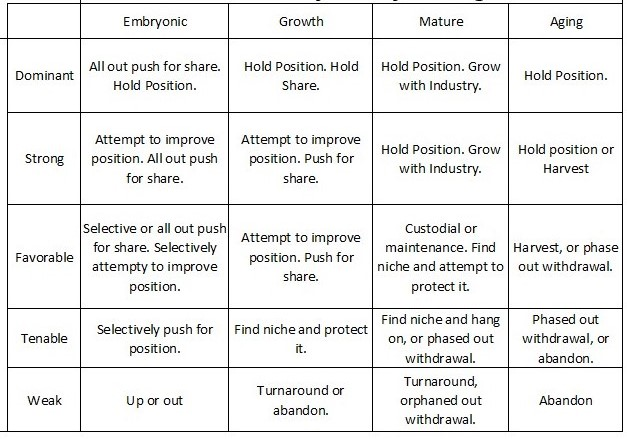 Embryonic Growth Mature Aging
Dominant
All out push for share.
Hold Position.
Hold Position. Hold
Share.
Hold Position. Grow
with Industry.
Hold Position.
Strong
Attempt to improve
position. All out push
for share.
Attempt to improve
position. Push for
share.
Hold Position. Grow
with Industry.
Hold position or
Harvest
Favorable
Selective or all out push
for share. Selectively
attempty to improve
position.
Attempt to improve
position. Push for
share.
Custodial or
maintenance. Find
niche and attempt to
protect it.
Harvest, or phase
out withdrawal.
Tenable
Selectively push for
position.
Find niche and protect
it.
Find niche and hang
on, or phased out
withdrawal.
Phased out
withdrawal, or
abandon.
Weak
Up or out
Turnaround or
abandon.
Turnaround,
orphaned out
withdrawal.
Abandon